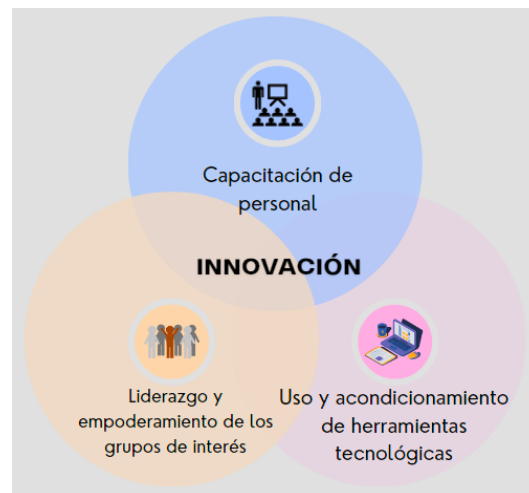 Capacitación de
personal
INNOVACIÓN
Liderazgo y
empoderamiento de los
grupos de interés
Uso y acondicionamiento
de herramientas
tecnológicas